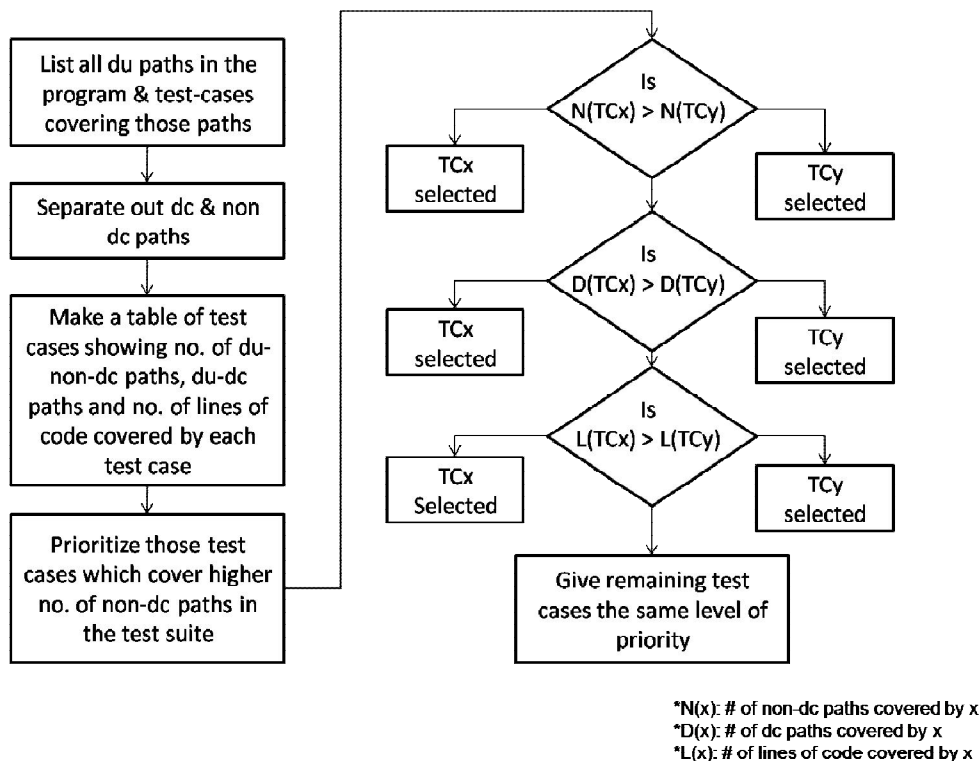 List all du paths in the
program & test-cases
covering those paths
Separate out dc & non
dc paths
Make a table of test
cases showing no. of du-
non-dc paths, du-dc
paths and no. of lines of
code covered by each
test case
Prioritize those test
cases which cover higher
no. of non-dc paths in
the test suite
Is
N(TCx) > N(TCy)
TCx
selected
TCy
selected
Is
D(TCx) > D(TCy)
TCx
selected
TCy
selected
Is
L(TCx) > L(TCy)
TCx
Selected
TCy
selected
Give remaining test
cases the same level of
priority
*N(x): # of non-dc paths covered by x
*D(x): # of dc paths covered by x
*L(x): # of lines of code covered by x